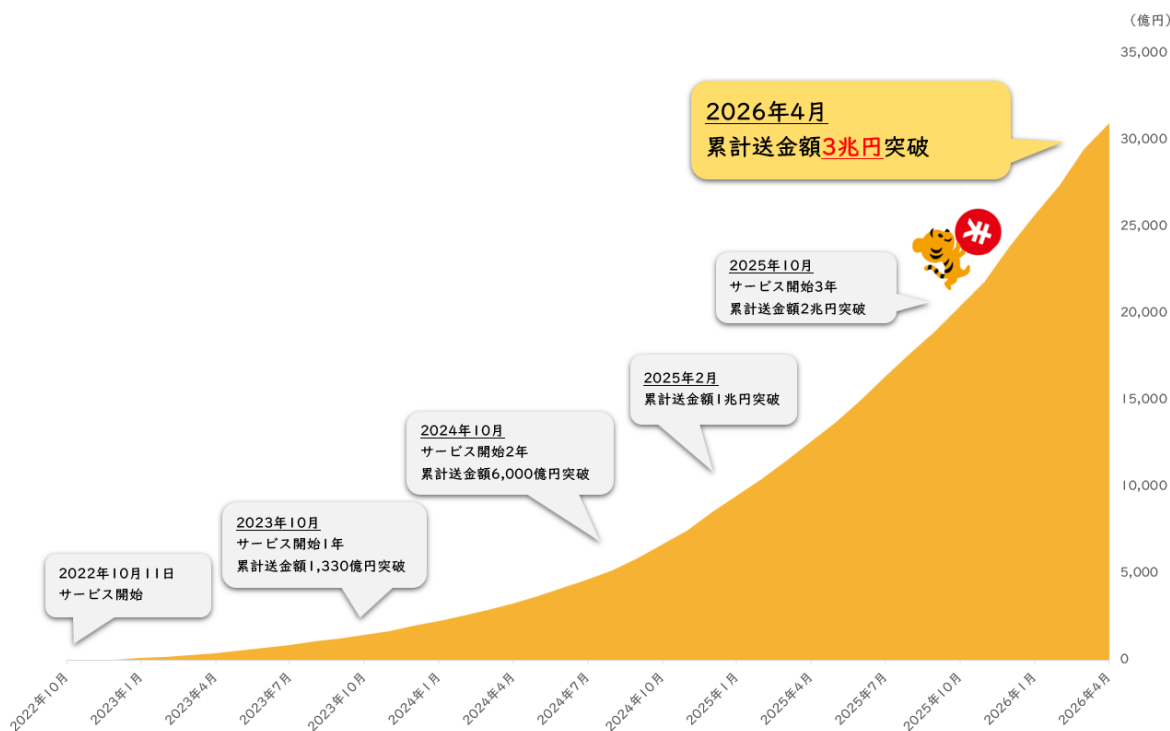 （億円）
35,000
30,000
25,000
20,000
15,000
10,000
5,000
0
2026年4月
累計送金額3兆円突破
2025年10月
サービス開始3年
累計送金額2兆円突破
2025年2月
累計送金額1兆円突破
2024年10月
サービス開始2年
累計送金額6,000億円突破
2023年10月
サービス開始1年
累計送金額1,330億円突破
2022年10月11日
サービス開始
2022年10月
2023年1月
2023年4月
2023年7月
2023年10月
2024年1月
2024年4月
2024年7月
2024年10月
2025年1月
2025年4月
2025年7月
2025年10月
2026年1月
2026年4月